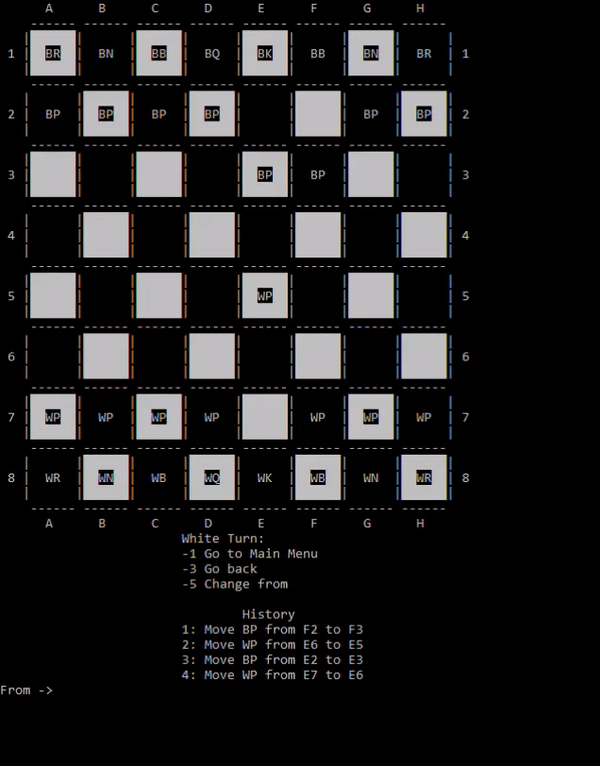 A B C D E F G H
1 BR BN BB BQ BK BB BN BR 1
2 BP BP BP BP BP BP 2
3 BP BP 3
4 4
5 WP 5
6 6
7 WP WP WP WP WP WP WP 7
8 WR WN WB WQ WK WB WN WR 8
A B C D E F G H
White Turn:
-1 Go to Main Menu
-3 Go back
-5 Change from
History
1: Move BP from F2 to F3
2: Move WP from E6 to E5
3: Move BP from E2 to E3
4: Move WP from E7 to E6
From ->